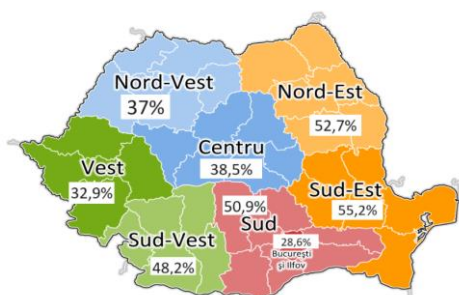 Nord-Vest
37%
Nord-Est
52,7%
Centru
38,5%
Vest
32,9%
Sud-Est
55,2%
50,9%
Sud
Sud-Vest
48,2%
28,6%
București
și Ilfov